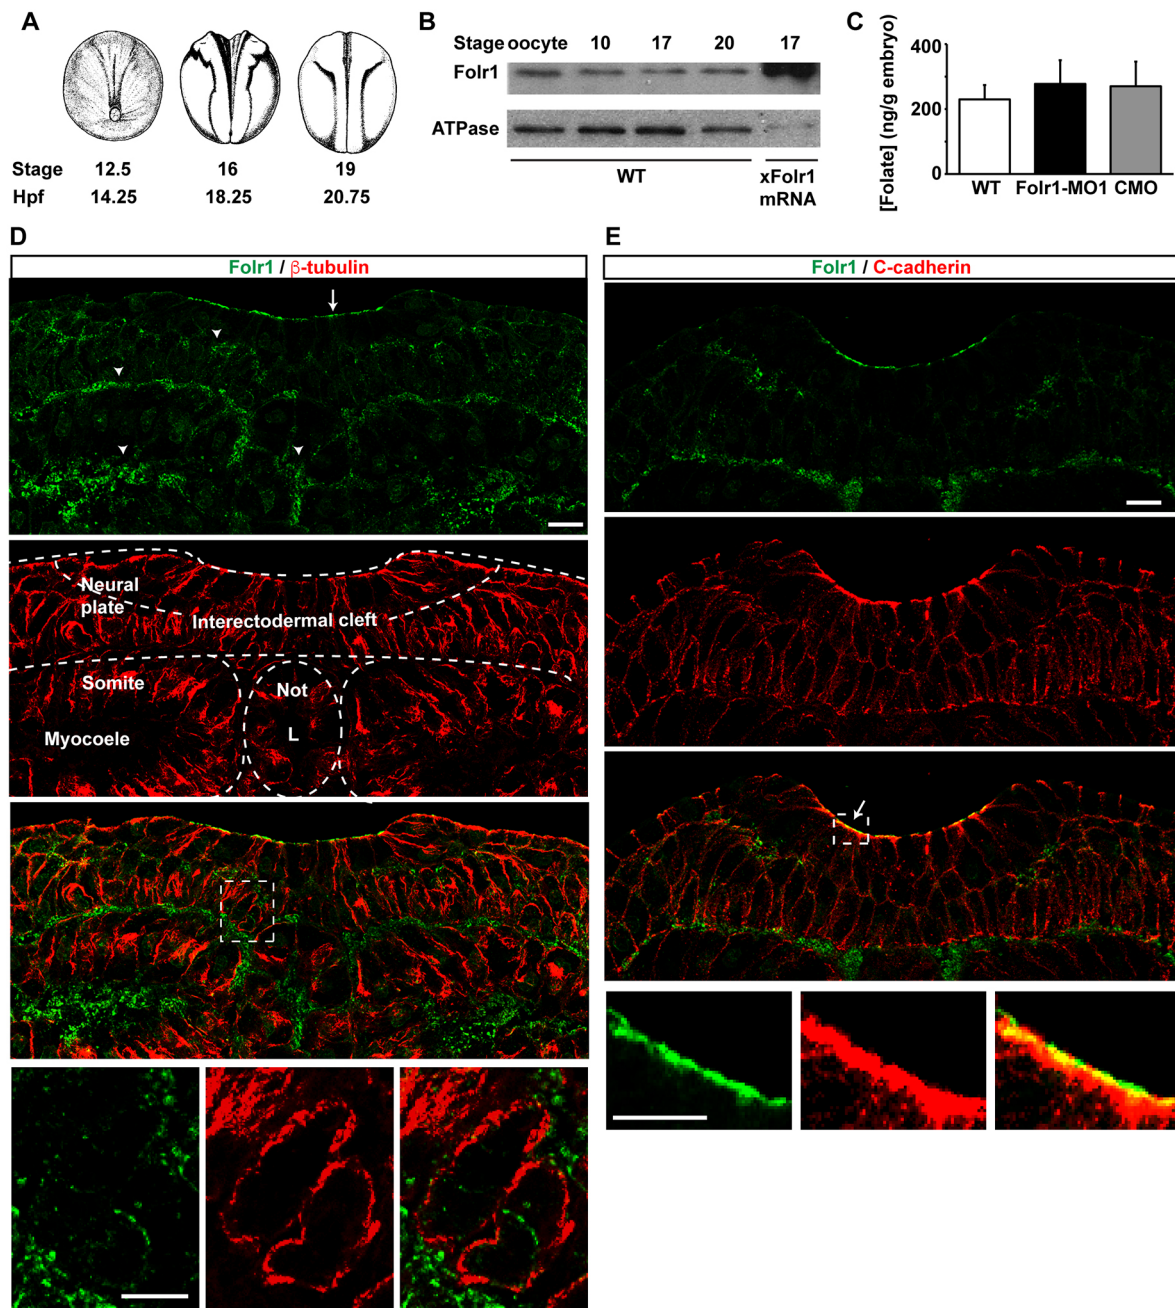 A
Stage 12.5 16 19
Hpf 14.25 18.25 20.75
B
Stage oocyte 10 17 20 17
Folr1
ATPase
WT xFolr1
mRNA
C
[Folate] (ng/g embryo)
400
200
0
WT Folr1-MO1 CMO
D
Folr1 / β-tubulin
Neural
plate
Interectodermal cleft
Somite
Not
Myocoele
L
E
Folr1 / C-cadherin